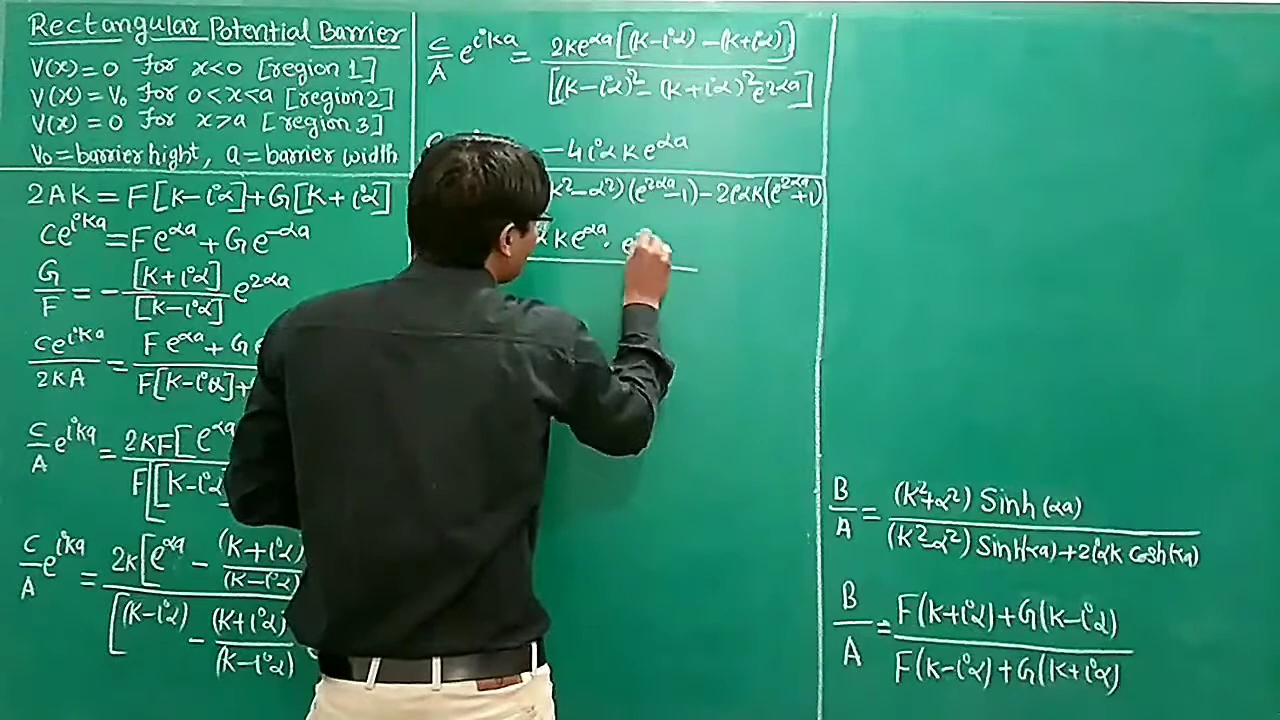 Rectangular Potential Barrier
V(x)=0 for x<0 [region 1]
V(x)=V₀ for 0<x<a [region2]
V(x)=0 for x>a [region 3]
V₀=barrier hight, a=barrier width
2AK=F[K-iα]+G[K+iα]
Ce^{iKa}=Fe^{αa}+Ge^{-αa}
G/F = -[K+iα]/[K-iα] e^{2αa}
Ce^{iKa}/2KA = Fe^{αa}+Ge / F[K-iα]+
C/A e^{iKa} = 2KF[e^{αa} / F[[K-iα
C/A e^{iKa} = 2K[e^{αa} - (K+iα)/(K-iα) / [(K-iα) - (K+iα)/(K-iα)
C/A e^{iKa} = 2Ke^{αa}[(K-iα)-(K+iα)] / [(K-iα)²-(K+iα)²e^{2αa}]
-4iαKe^{αa}
K²-α²)(e^{2αa}-1)-2iαK(e^{2αa}+1)
αKe^{αa}. e
B/A = (K²+α²) Sinh(αa) / (K²-α²) Sinh(αa)+2iαK Cosh(αa)
B/A = F(K+iα)+G(K-iα) / F(K-iα)+G(K+iα)